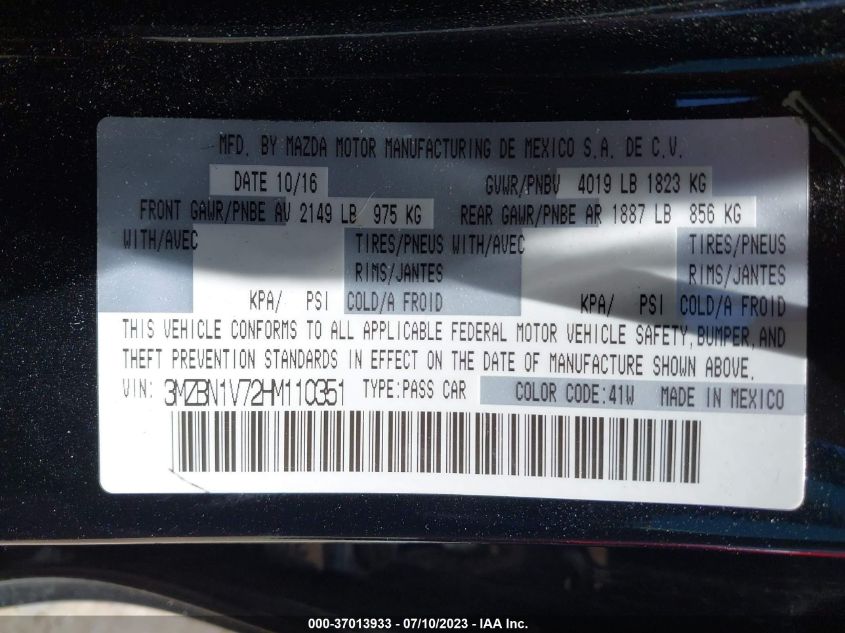 MFD. BY MAZDA MOTOR MANUFACTURING DE MEXICO S.A. DE C.V.
DATE 10/16 GVWR/PNBV 4019 LB 1823 KG
FRONT GAWR/PNBE AV 2149 LB 975 KG REAR GAWR/PNBE AR 1887 LB 856 KG
WITH/AVEC TIRES/PNEUS WITH/AVEC TIRES/PNEUS
RIMS/JANTES RIMS/JANTES
KPA/ PSI COLD/A FROID KPA/ PSI COLD/A FROID
THIS VEHICLE CONFORMS TO ALL APPLICABLE FEDERAL MOTOR VEHICLE SAFETY, BUMPER, AND
THEFT PREVENTION STANDARDS IN EFFECT ON THE DATE OF MANUFACTURE SHOWN ABOVE.
VIN: 3MZBN1V72HM110351 TYPE:PASS CAR COLOR CODE:41W MADE IN MEXICO
000-37013933 - 07/10/2023 - IAA Inc.